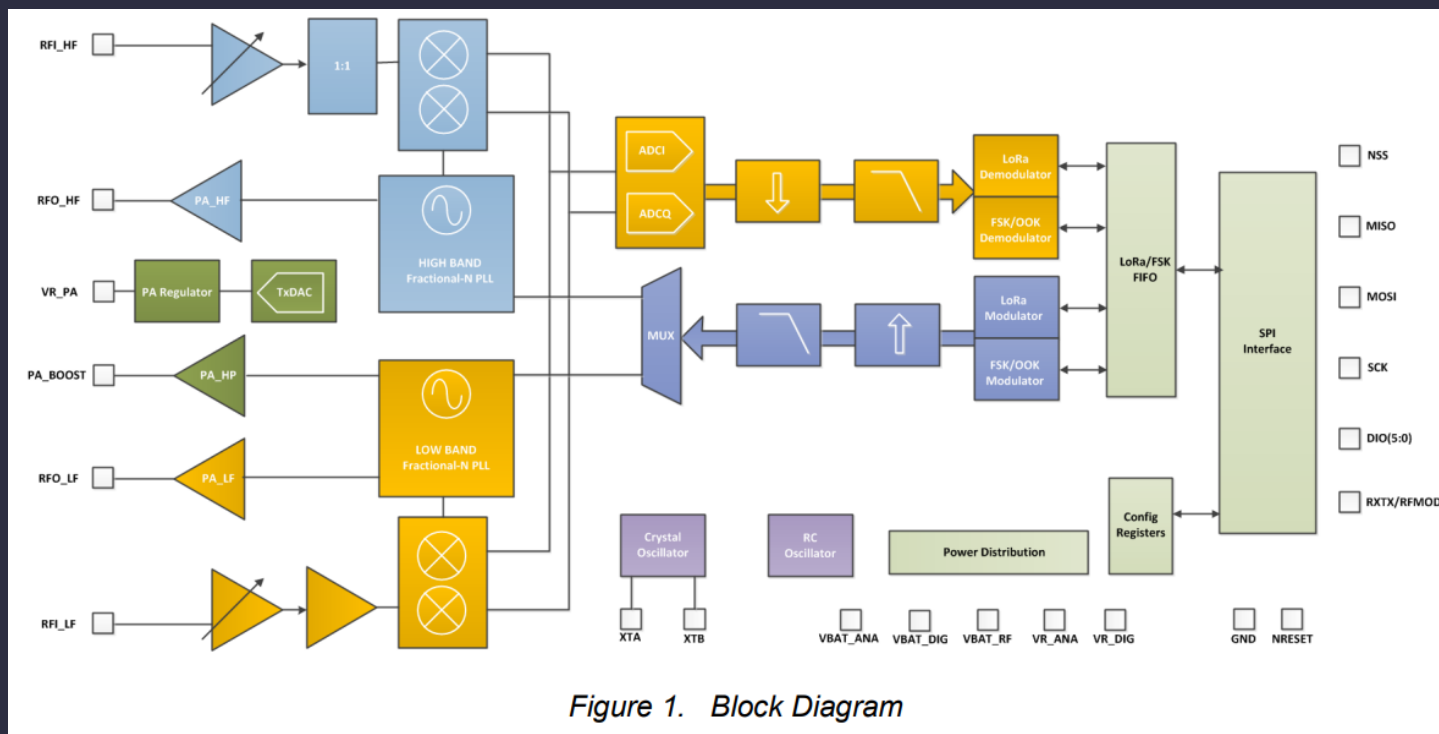 RFI_HF
1:1
RFO_HF
PA_HF
HIGH BAND
Fractional-N PLL
VR_PA
PA Regulator
TxDAC
PA_BOOST
PA_HP
LOW BAND
Fractional-N PLL
RFO_LF
PA_LF
RFI_LF
ADCI
ADCQ
MUX
LoRa
Demodulator
FSK/OOK
Demodulator
LoRa
Modulator
FSK/OOK
Modulator
LoRa/FSK
FIFO
SPI
Interface
NSS
MISO
MOSI
SCK
DIO(5:0)
RXTX/RFMOD
Crystal
Oscillator
RC
Oscillator
Power Distribution
Config
Registers
XTA
XTB
VBAT_ANA
VBAT_DIG
VBAT_RF
VR_ANA
VR_DIG
GND
NRESET
Figure 1. Block Diagram